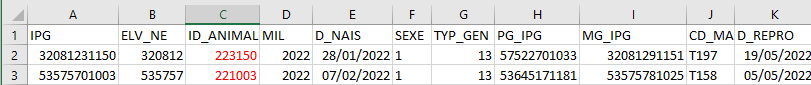 A B C D E F G H I J K
1 IPG ELV_NE ID_ANIMAL MIL D_NAIS SEXE TYP_GEN PG_IPG MG_IPG CD_MA D_REPRO
2 32081231150 320812 223150 2022 28/01/2022 1 13 57522701033 32081291151 T197 19/05/2022
3 53575701003 535757 221003 2022 07/02/2022 1 13 53645171181 53575781025 T158 05/05/2022